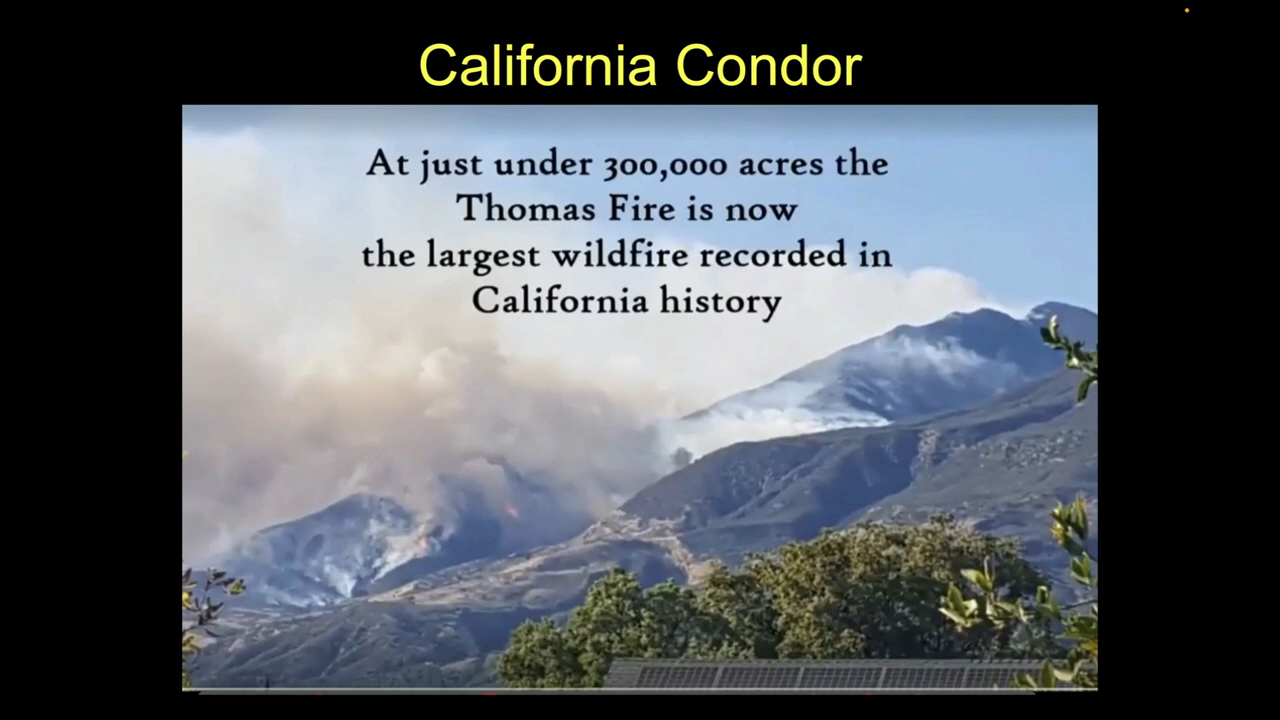 California Condor
At just under 300,000 acres the
Thomas Fire is now
the largest wildfire recorded in
California history